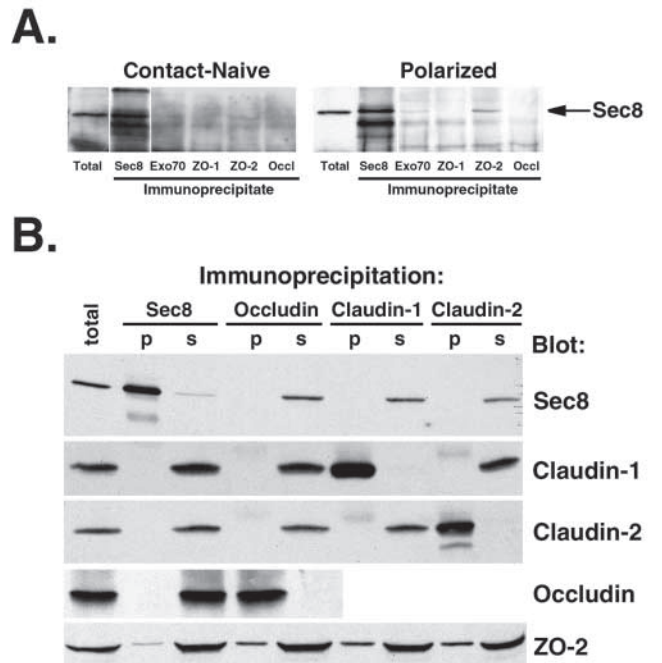 A.
Contact-Naive Polarized
Sec8
Total Sec8 Exo70 ZO-1 ZO-2 Occl Total Sec8 Exo70 ZO-1 ZO-2 Occl
Immunoprecipitate Immunoprecipitate
B.
Immunoprecipitation:
total Sec8 Occludin Claudin-1 Claudin-2
p s p s p s p s Blot:
Sec8
Claudin-1
Claudin-2
Occludin
ZO-2